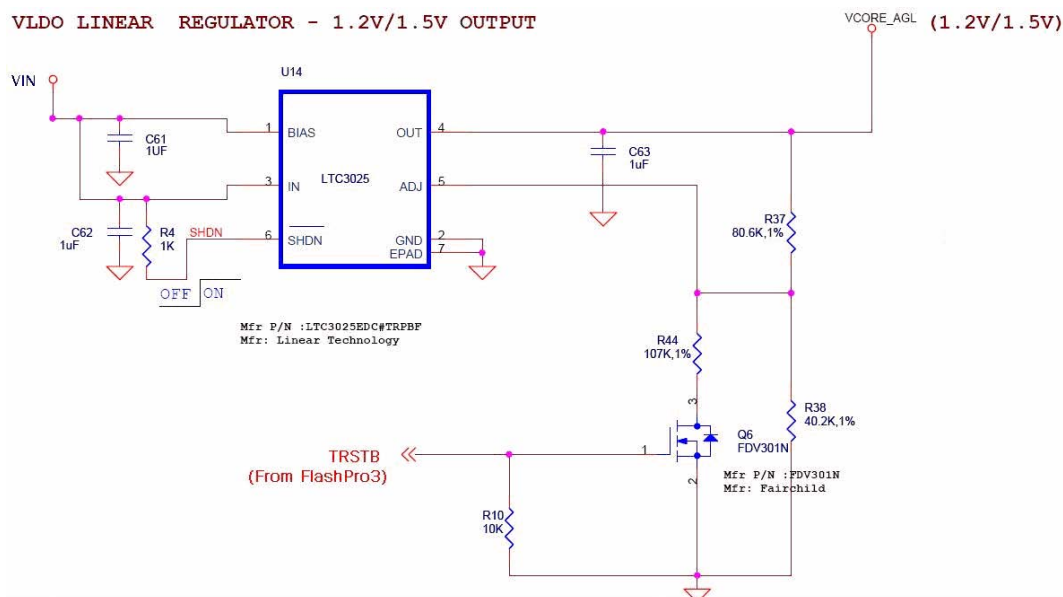 VLDO LINEAR REGULATOR - 1.2V/1.5V OUTPUT
VCORE_AGL (1.2V/1.5V)
VIN
U14
C61
1UF
1 BIAS
OUT 4
C63
1uF
3 IN
LTC3025
ADJ 5
C62
1uF
R4
1K
SHDN
6 SHDN
GND 2
EPAD 7
R37
80.6K,1%
OFF ON
Mfr P/N :LTC3025EDC#TRPBF
Mfr: Linear Technology
R44
107K,1%
3
R38
40.2K,1%
Q6
FDV301N
1
TRSTB
(From FlashPro3)
2
Mfr P/N :FDV301N
Mfr: Fairchild
R10
10K